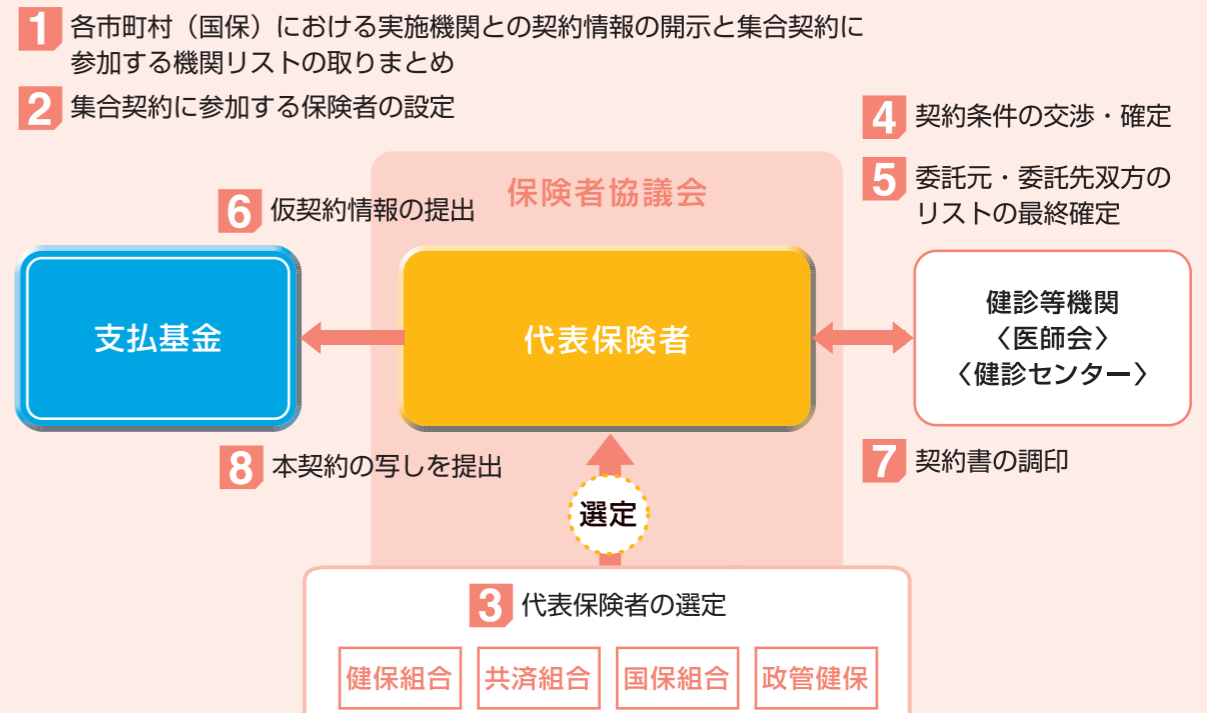 1 各市町村（国保）における実施機関との契約情報の開示と集合契約に
参加する機関リストの取りまとめ
2 集合契約に参加する保険者の設定
4 契約条件の交渉・確定
5 委託元・委託先双方の
リストの最終確定
保険者協議会
6 仮契約情報の提出
支払基金
代表保険者
健診等機関
〈医師会〉
〈健診センター〉
8 本契約の写しを提出
7 契約書の調印
選定
3 代表保険者の選定
健保組合 共済組合 国保組合 政管健保